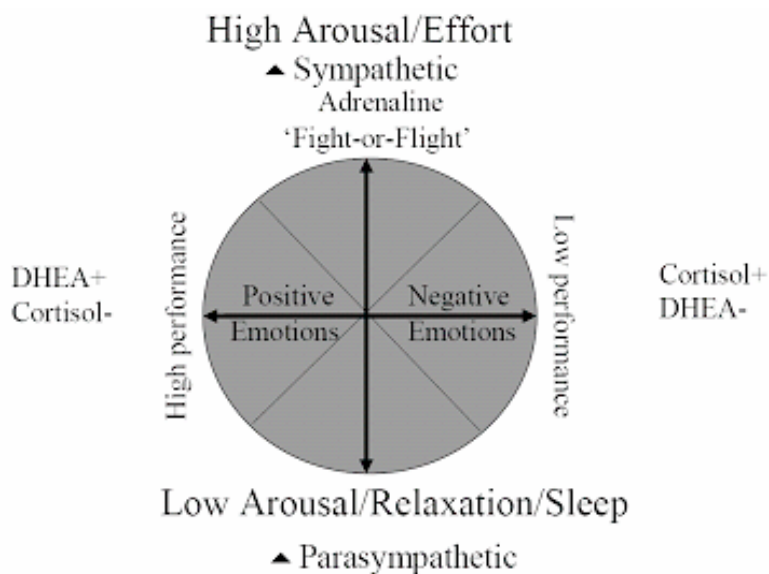 High Arousal/Effort
▲ Sympathetic
Adrenaline
‘Fight-or-Flight’
High performance
Low performance
DHEA+
Cortisol-
Positive
Emotions
Negative
Emotions
Cortisol+
DHEA-
Low Arousal/Relaxation/Sleep
▲ Parasympathetic